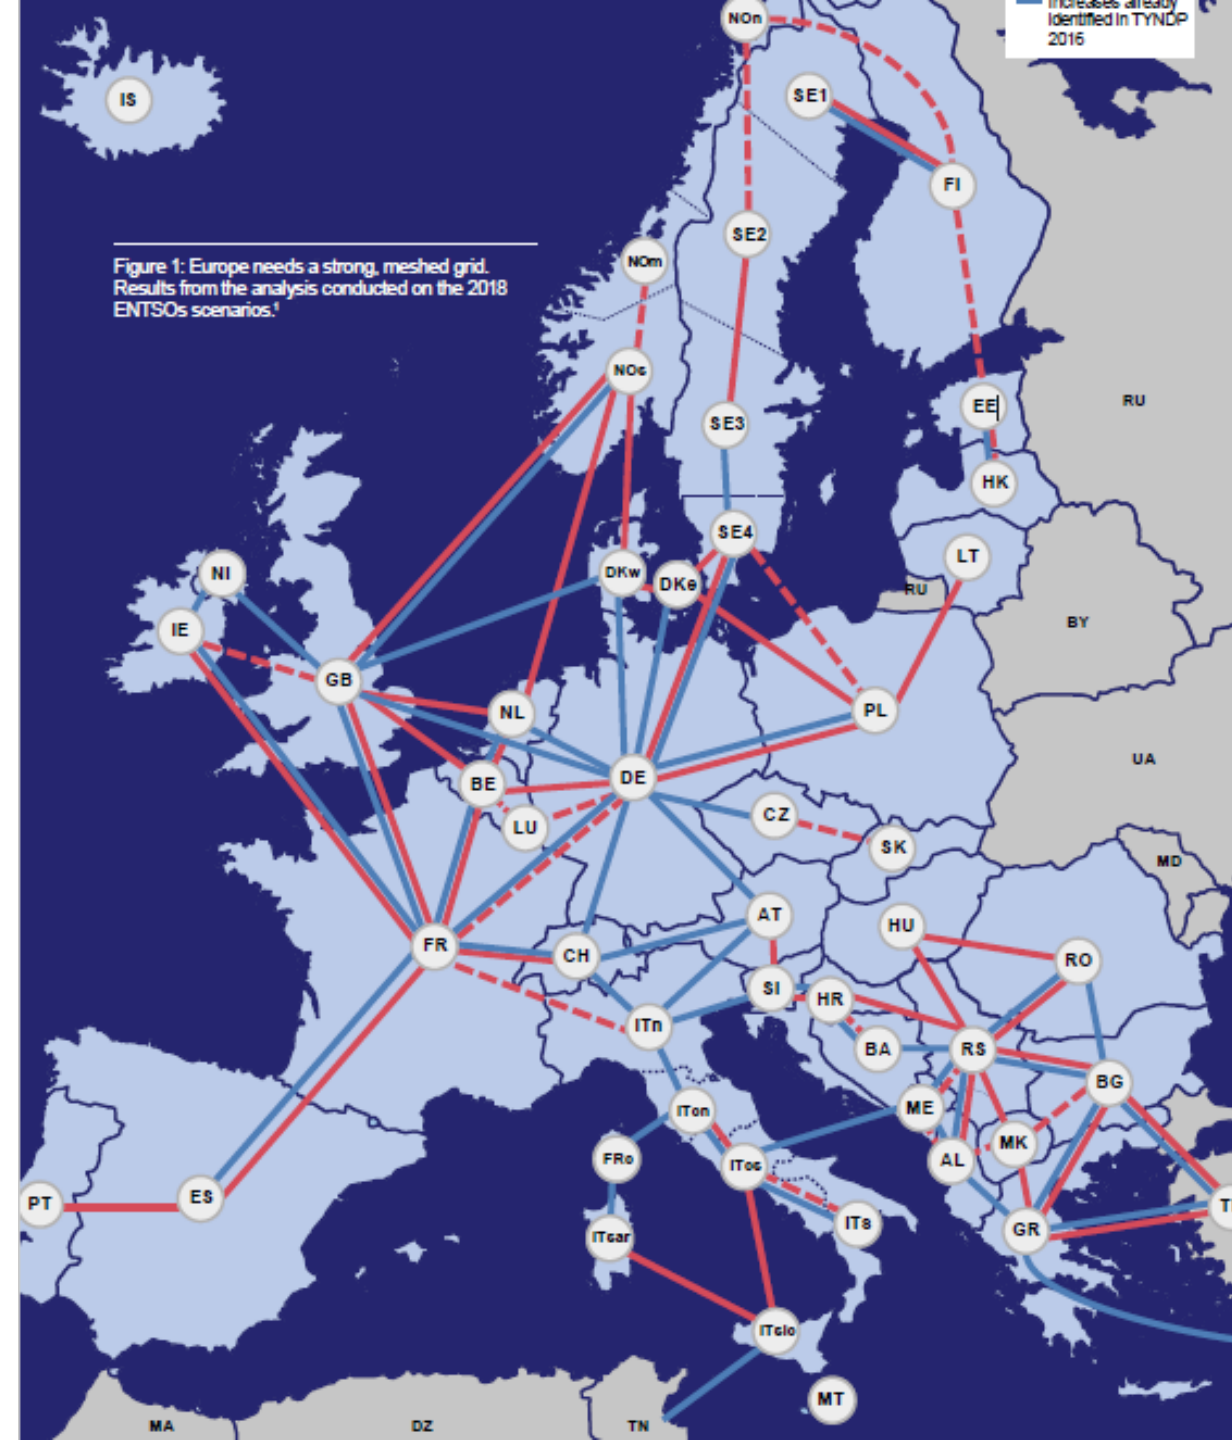 increases already
identified in TYNDP
2016
NOn
IS
SE1
FI
SE2
NOm
Figure 1: Europe needs a strong, meshed grid.
Results from the analysis conducted on the 2018
ENTSOs scenarios.¹
NOs
EE
RU
SE3
HK
SE4
LT
NI
DKw
DKe
RU
IE
BY
GB
NL
PL
UA
DE
BE
CZ
LU
SK
MD
AT
HU
FR
CH
RO
SI
HR
ITn
BA
RS
BG
ITcn
ME
MK
FRc
ITcs
AL
PT
ES
ITs
GR
ITsar
ITsic
MT
MA
DZ
TN